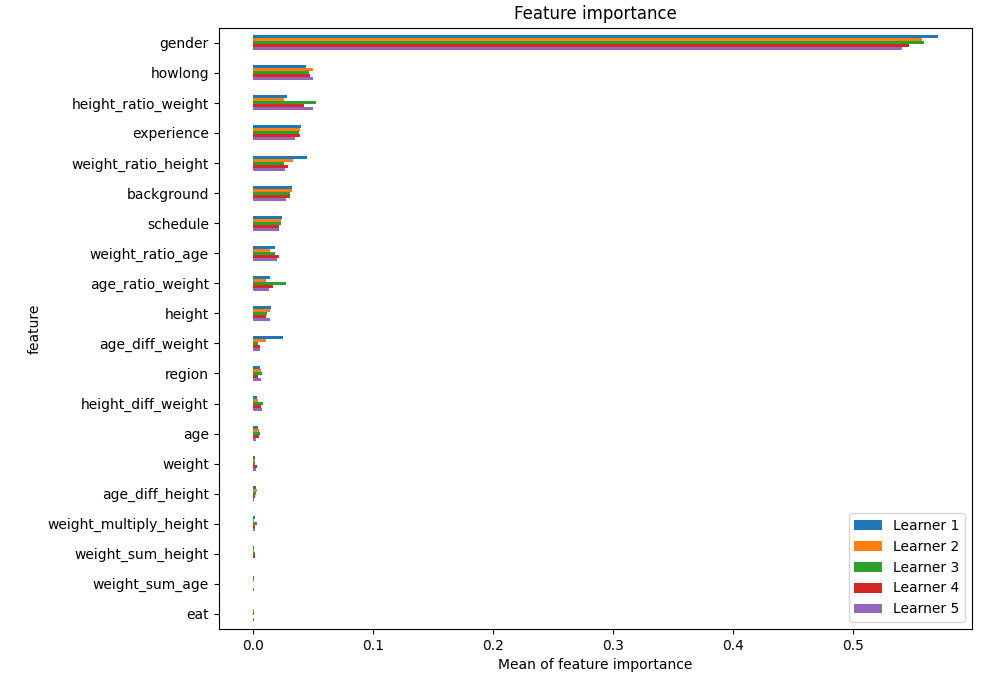 Feature importance
gender
howlong
height_ratio_weight
experience
weight_ratio_height
background
schedule
weight_ratio_age
age_ratio_weight
height
age_diff_weight
region
height_diff_weight
age
weight
age_diff_height
weight_multiply_height
weight_sum_height
weight_sum_age
eat
feature
Learner 1
Learner 2
Learner 3
Learner 4
Learner 5
0.0 0.1 0.2 0.3 0.4 0.5
Mean of feature importance